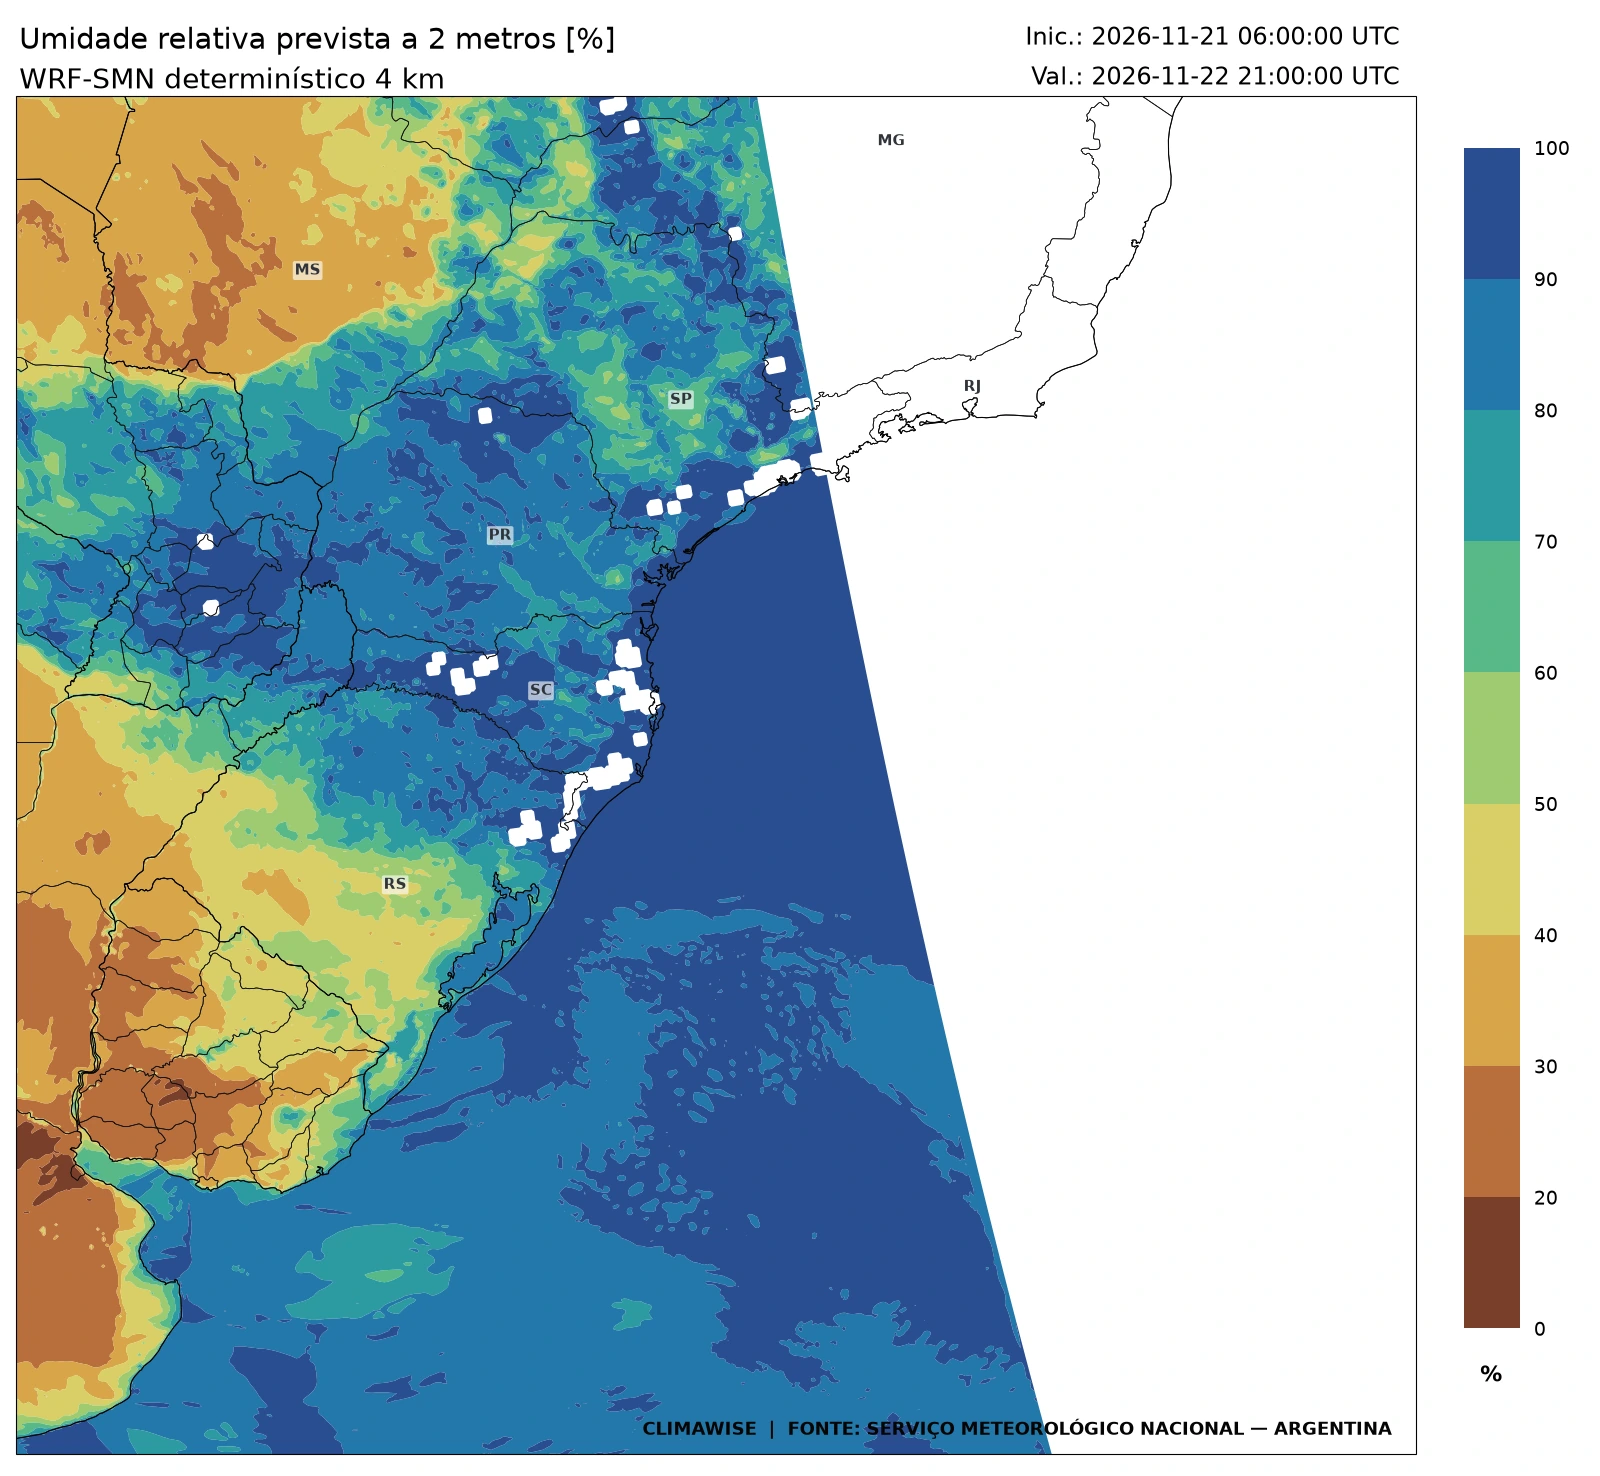 Umidade relativa prevista a 2 metros [%]
Inic.: 2026-11-21 06:00:00 UTC
WRF-SMN determinístico 4 km
Val.: 2026-11-22 21:00:00 UTC
MG
MS
RJ
SP
PR
SC
RS
100
90
80
70
60
50
40
30
20
0
%
CLIMAWISE | FONTE: SERVIÇO METEOROLÓGICO NACIONAL — ARGENTINA